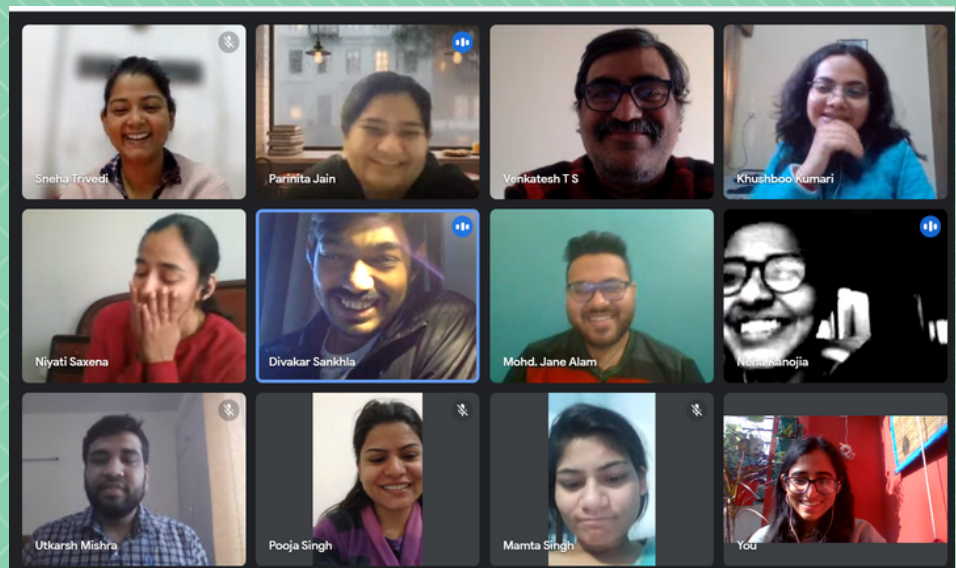 Sneha Trivedi
Parinita Jain
Venkatesh T S
Khushboo Kumari
Niyati Saxena
Divakar Sankhla
Mohd. Jane Alam
Neha Kanojia
Utkarsh Mishra
Pooja Singh
Mamta Singh
You